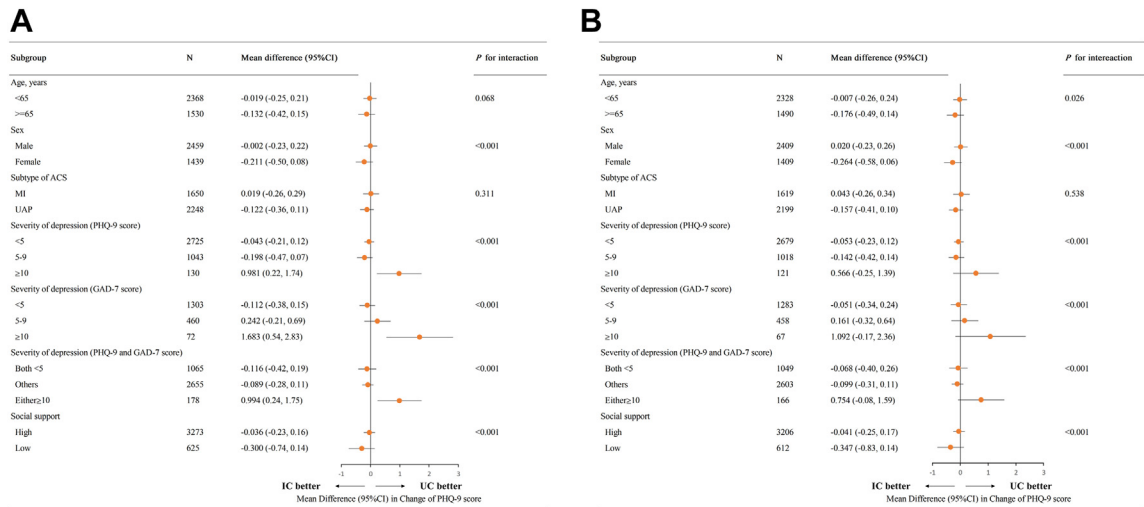 A
Subgroup N Mean difference (95%CI) P for interaction
Age, years
<65 2368 -0.019 (-0.25, 0.21) 0.068
>=65 1530 -0.132 (-0.42, 0.15)
Sex
Male 2459 -0.002 (-0.23, 0.22) <0.001
Female 1439 -0.211 (-0.50, 0.08)
Subtype of ACS
MI 1650 0.019 (-0.26, 0.29) 0.311
UAP 2248 -0.122 (-0.36, 0.11)
Severity of depression (PHQ-9 score)
<5 2725 -0.043 (-0.21, 0.12) <0.001
5-9 1043 -0.198 (-0.47, 0.07)
≥10 130 0.981 (0.22, 1.74)
Severity of depression (GAD-7 score)
<5 1303 -0.112 (-0.38, 0.15) <0.001
5-9 460 0.242 (-0.21, 0.69)
≥10 72 1.683 (0.54, 2.83)
Severity of depression (PHQ-9 and GAD-7 score)
Both <5 1065 -0.116 (-0.42, 0.19) <0.001
Others 2655 -0.089 (-0.28, 0.11)
Either≥10 178 0.994 (0.24, 1.75)
Social support
High 3273 -0.036 (-0.23, 0.16) <0.001
Low 625 -0.300 (-0.74, 0.14)
-1 0 1 2 3
IC better UC better
Mean Difference (95%CI) in Change of PHQ-9 score
B
Subgroup N Mean difference (95%CI) P for intereaction
Age, years
<65 2328 -0.007 (-0.26, 0.24) 0.026
>=65 1490 -0.176 (-0.49, 0.14)
Sex
Male 2409 0.020 (-0.23, 0.26) <0.001
Female 1409 -0.264 (-0.58, 0.06)
Subtype of ACS
MI 1619 0.043 (-0.26, 0.34) 0.538
UAP 2199 -0.157 (-0.41, 0.10)
Severity of depression (PHQ-9 score)
<5 2679 -0.053 (-0.23, 0.12) <0.001
5-9 1018 -0.142 (-0.42, 0.14)
≥10 121 0.566 (-0.25, 1.39)
Severity of depression (GAD-7 score)
<5 1283 -0.051 (-0.34, 0.24) <0.001
5-9 458 0.161 (-0.32, 0.64)
≥10 67 1.092 (-0.17, 2.36)
Severity of depression (PHQ-9 and GAD-7 score)
Both <5 1049 -0.068 (-0.40, 0.26) <0.001
Others 2603 -0.099 (-0.31, 0.11)
Either≥10 166 0.754 (-0.08, 1.59)
Social support
High 3206 -0.041 (-0.25, 0.17) <0.001
Low 612 -0.347 (-0.83, 0.14)
-1 0 1 2 3
IC better UC better
Mean Difference (95%CI) in Change of PHQ-9 score